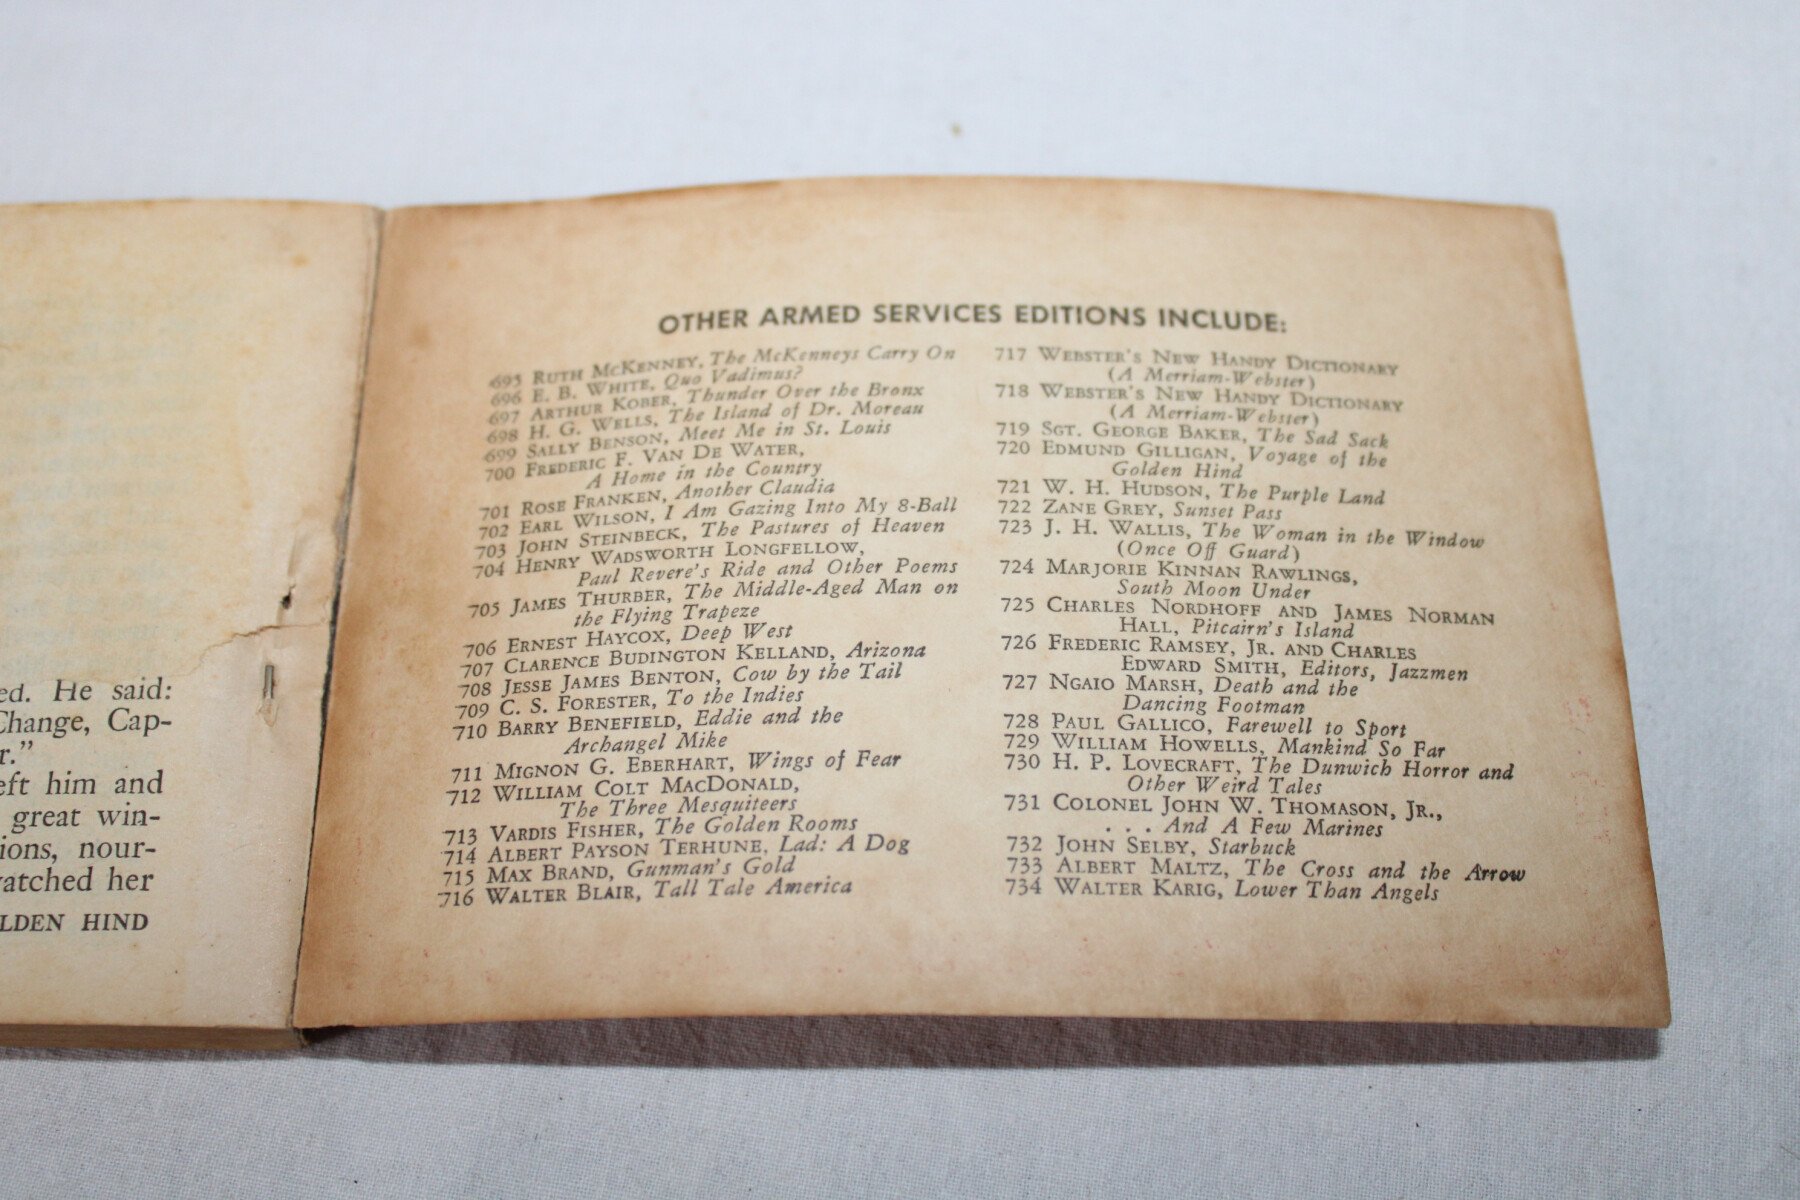 ed. He said:
Change, Cap-
r."
eft him and
great win-
ions, nour-
atched her
LDEN HIND
OTHER ARMED SERVICES EDITIONS INCLUDE:
695 RUTH MCKENNEY, The McKenneys Carry On
696 E. B. WHITE, Quo Vadimus?
697 ARTHUR KOBER, Thunder Over the Bronx
698 H. G. WELLS, The Island of Dr. Moreau
699 SALLY BENSON, Meet Me in St. Louis
700 FREDERIC F. VAN DE WATER,
A Home in the Country
701 ROSE FRANKEN, Another Claudia
702 EARL WILSON, I Am Gazing Into My 8-Ball
703 JOHN STEINBECK, The Pastures of Heaven
704 HENRY WADSWORTH LONGFELLOW,
Paul Revere's Ride and Other Poems
705 JAMES THURBER, The Middle-Aged Man on
the Flying Trapeze
706 ERNEST HAYCOX, Deep West
707 CLARENCE BUDINGTON KELLAND, Arizona
708 JESSE JAMES BENTON, Cow by the Tail
709 C. S. FORESTER, To the Indies
710 BARRY BENEFIELD, Eddie and the
Archangel Mike
711 MIGNON G. EBERHART, Wings of Fear
712 WILLIAM COLT MACDONALD,
The Three Mesquiteers
713 VARDIS FISHER, The Golden Rooms
714 ALBERT PAYSON TERHUNE, Lad: A Dog
715 MAX BRAND, Gunman's Gold
716 WALTER BLAIR, Tall Tale America
717 WEBSTER'S NEW HANDY DICTIONARY
(A Merriam-Webster)
718 WEBSTER'S NEW HANDY DICTIONARY
(A Merriam-Webster)
719 SGT. GEORGE BAKER, The Sad Sack
720 EDMUND GILLIGAN, Voyage of the
Golden Hind
721 W. H. HUDSON, The Purple Land
722 ZANE GREY, Sunset Pass
723 J. H. WALLIS, The Woman in the Window
(Once Off Guard)
724 MARJORIE KINNAN RAWLINGS,
South Moon Under
725 CHARLES NORDHOFF AND JAMES NORMAN
HALL, Pitcairn's Island
726 FREDERIC RAMSEY, JR. AND CHARLES
EDWARD SMITH, Editors, Jazzmen
727 NGAIO MARSH, Death and the
Dancing Footman
728 PAUL GALLICO, Farewell to Sport
729 WILLIAM HOWELLS, Mankind So Far
730 H. P. LOVECRAFT, The Dunwich Horror and
Other Weird Tales
731 COLONEL JOHN W. THOMASON, JR.,
. . . And A Few Marines
732 JOHN SELBY, Starbuck
733 ALBERT MALTZ, The Cross and the Arrow
734 WALTER KARIG, Lower Than Angels